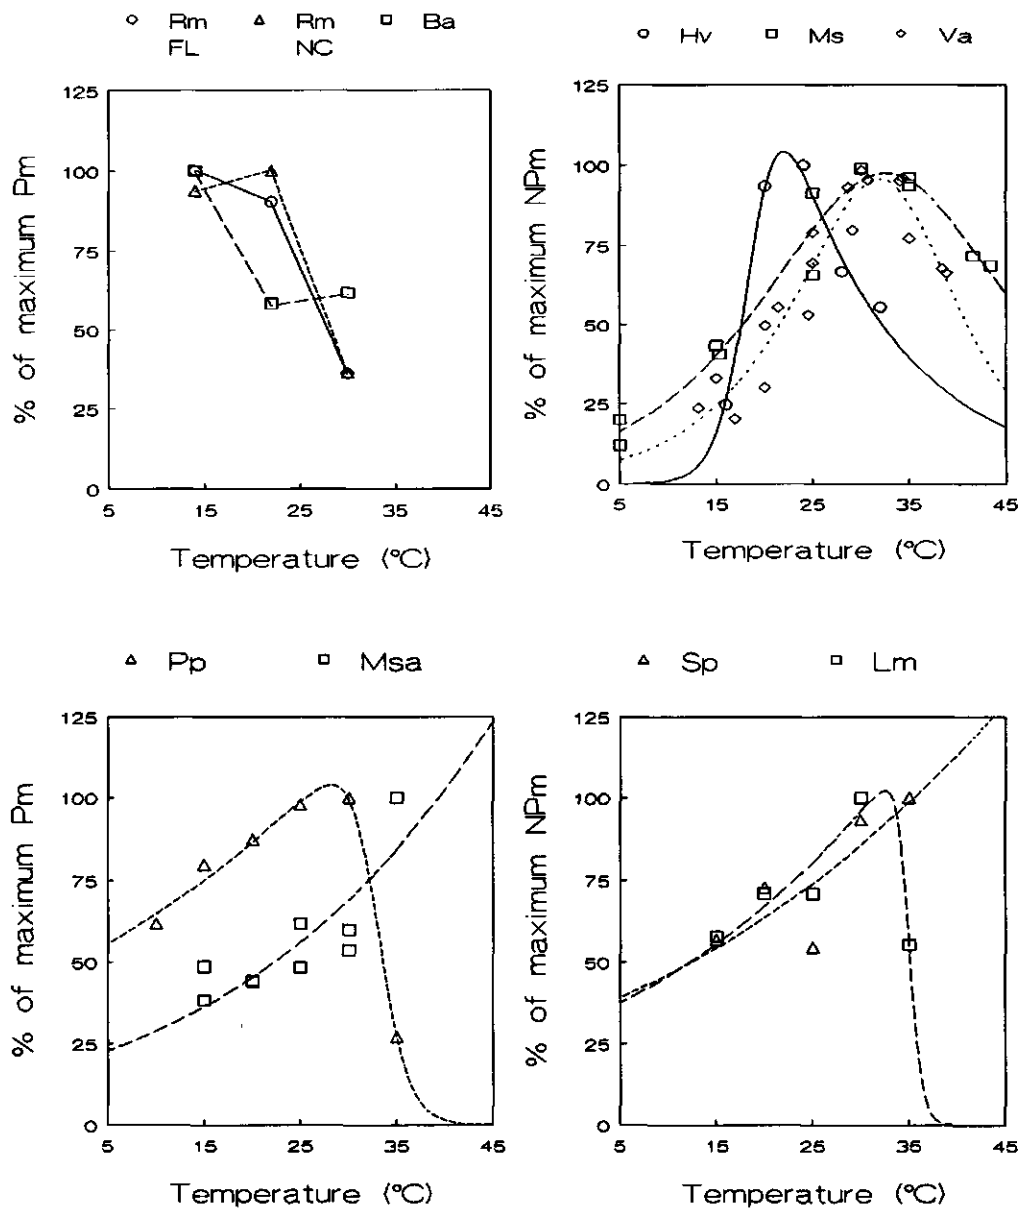 Rm Rm Ba
FL NC
% of maximum Pm
125
100
75
50
25
0
5 15 25 35 45
Temperature (°C)
Hv Ms Va
% of maximum NPm
125
100
75
50
25
0
5 15 25 35 45
Temperature (°C)
Pp Msa
% of maximum Pm
125
100
75
50
25
0
5 15 25 35 45
Temperature (°C)
Sp Lm
% of maximum NPm
125
100
75
50
25
0
5 15 25 35 45
Temperature (°C)